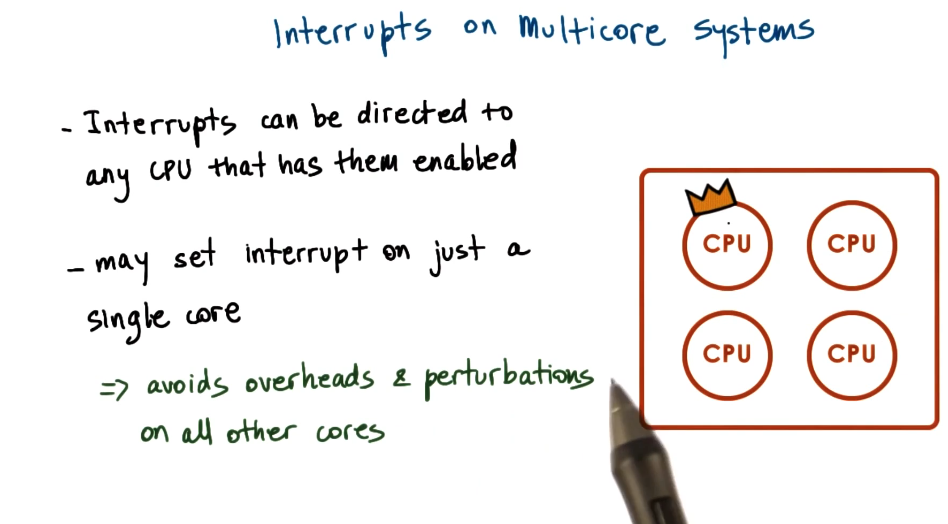 Interrupts on Multicore Systems
- Interrupts can be directed to
any CPU that has them enabled
- may set interrupt on just a
single core
=> avoids overheads & perturbations
on all other cores
CPU CPU
CPU CPU